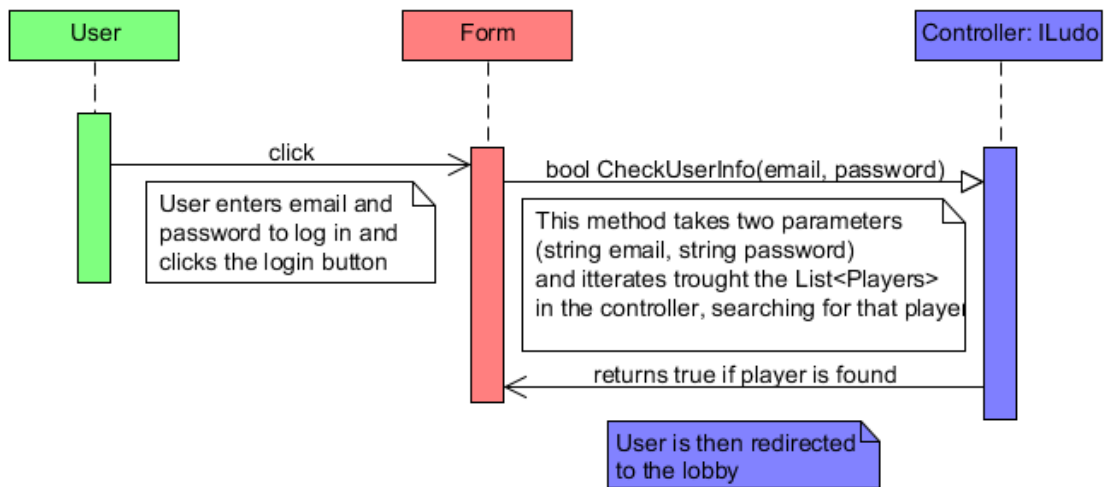 User
Form
Controller: ILudo
click
bool CheckUserInfo(email, password)
User enters email and
password to log in and
clicks the login button
This method takes two parameters
(string email, string password)
and itterates trought the List<Players>
in the controller, searching for that player
returns true if player is found
User is then redirected
to the lobby